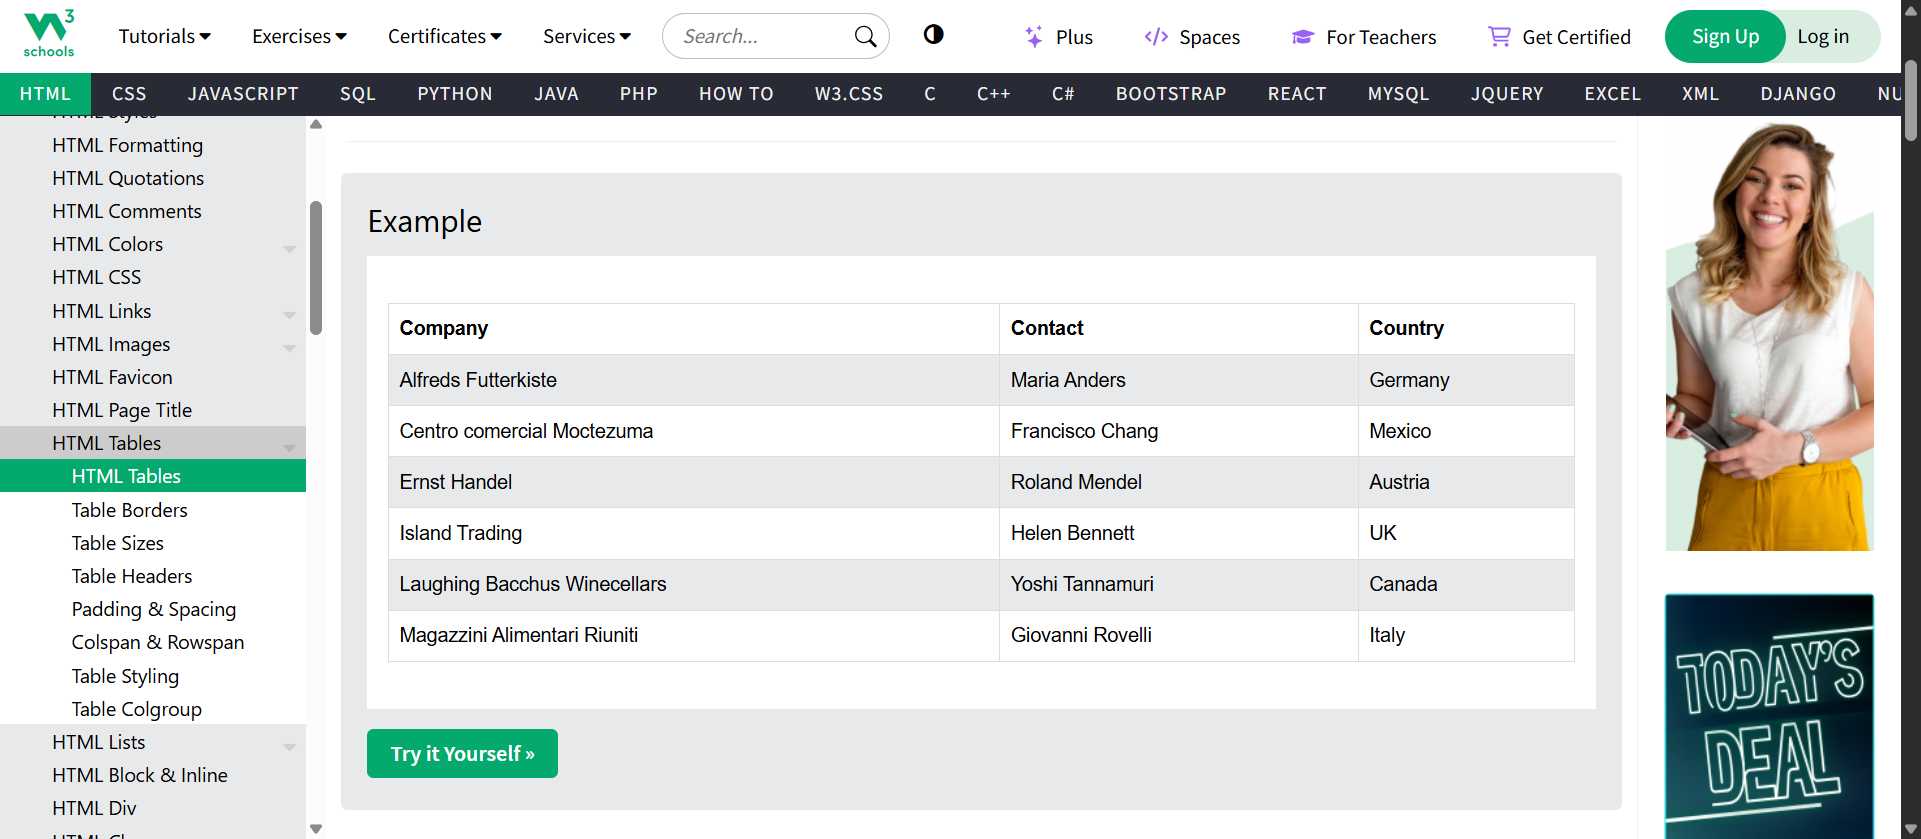 W3 schools
Tutorials Exercises Certificates Services Search... Plus Spaces For Teachers Get Certified Sign Up Log in
HTML CSS JAVASCRIPT SQL PYTHON JAVA PHP HOW TO W3.CSS C C++ C# BOOTSTRAP REACT MYSQL JQUERY EXCEL XML DJANGO NU
HTML Styles
HTML Formatting
HTML Quotations
HTML Comments
HTML Colors
HTML CSS
HTML Links
HTML Images
HTML Favicon
HTML Page Title
HTML Tables
HTML Tables
Table Borders
Table Sizes
Table Headers
Padding & Spacing
Colspan & Rowspan
Table Styling
Table Colgroup
HTML Lists
HTML Block & Inline
HTML Div
Example
Company Contact Country
Alfreds Futterkiste Maria Anders Germany
Centro comercial Moctezuma Francisco Chang Mexico
Ernst Handel Roland Mendel Austria
Island Trading Helen Bennett UK
Laughing Bacchus Winecellars Yoshi Tannamuri Canada
Magazzini Alimentari Riuniti Giovanni Rovelli Italy
Try it Yourself »
TODAY'S
DEAL